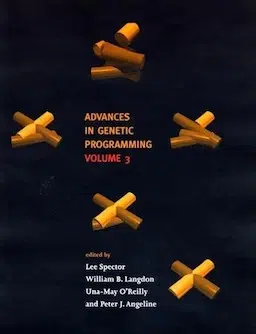 ADVANCES
IN GENETIC
PROGRAMMING
VOLUME 3
edited by
Lee Spector
William B. Langdon
Una-May O'Reilly
and Peter J. Angeline